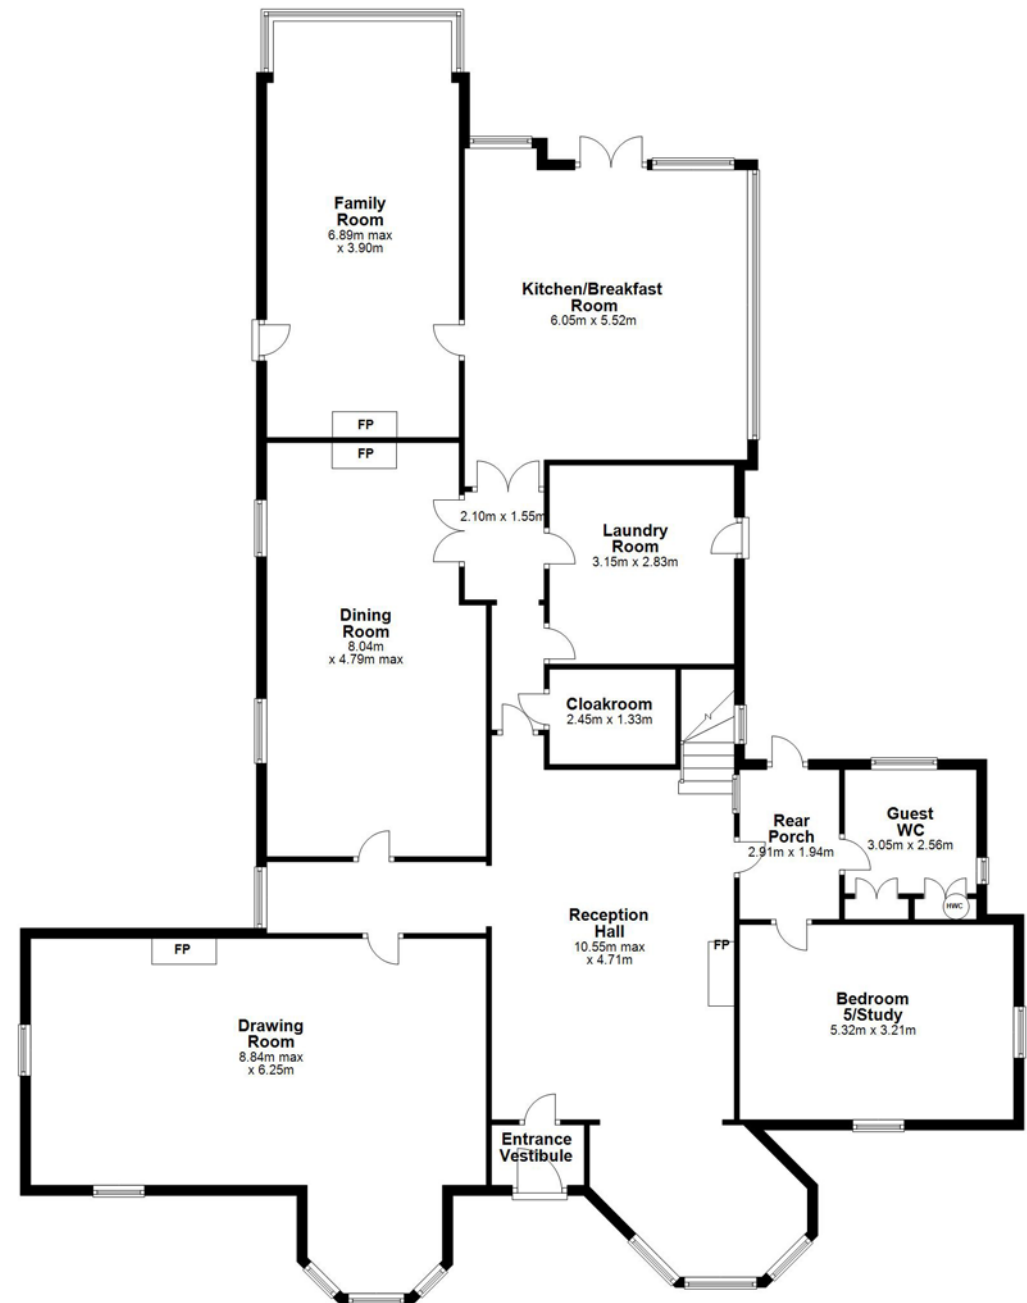 Family
Room
6.89m max
x 3.90m
Kitchen/Breakfast
Room
6.05m x 5.52m
FP
FP
2.10m x 1.55m
Laundry
Room
3.15m x 2.83m
Dining
Room
8.04m
x 4.79m max
Cloakroom
2.45m x 1.33m
Rear
Porch
2.91m x 1.94m
Guest
WC
3.05m x 2.56m
HWC
Reception
Hall
10.55m max
x 4.71m
FP
FP
Drawing
Room
8.84m max
x 6.25m
Bedroom
5/Study
5.32m x 3.21m
Entrance
Vestibule